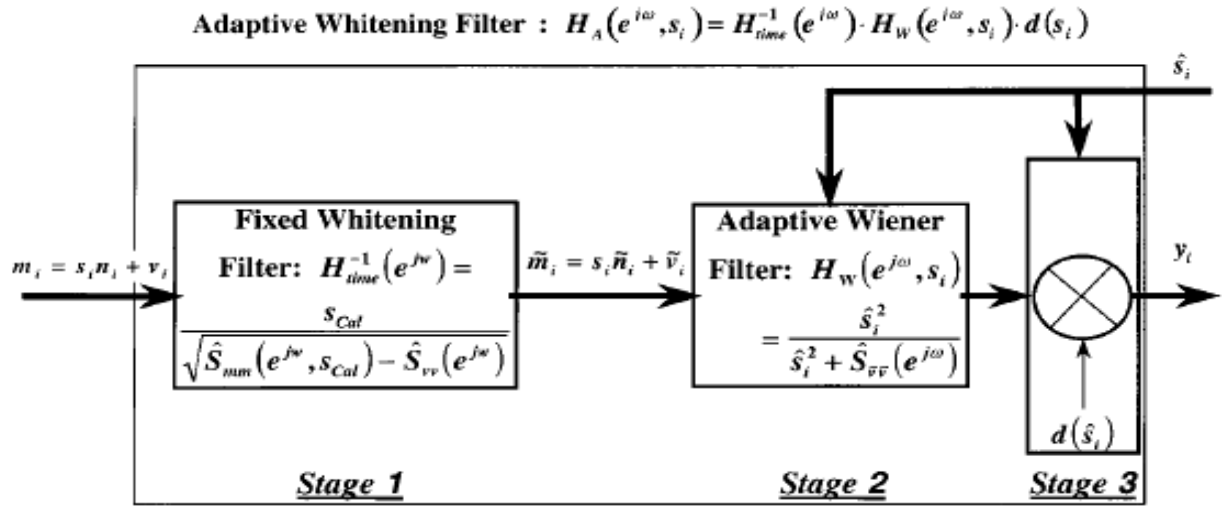 Adaptive Whitening Filter : H_A(e^{jω}, s_i) = H_{time}^{-1}(e^{jω}) · H_W(e^{jω}, s_i) · d(s_i)
ŝ_i
Fixed Whitening
Filter: H_{time}^{-1}(e^{jw}) =
s_{Cal}
√(Ŝ_{mm}(e^{jw}, s_{Cal}) − Ŝ_{vv}(e^{jw}))
m_i = s_i n_i + v_i
m̃_i = s_i ñ_i + ṽ_i
Adaptive Wiener
Filter: H_W(e^{jω}, s_i)
= ŝ_i^2
ŝ_i^2 + Ŝ_{ṽṽ}(e^{jω})
y_i
d(ŝ_i)
Stage 1
Stage 2
Stage 3